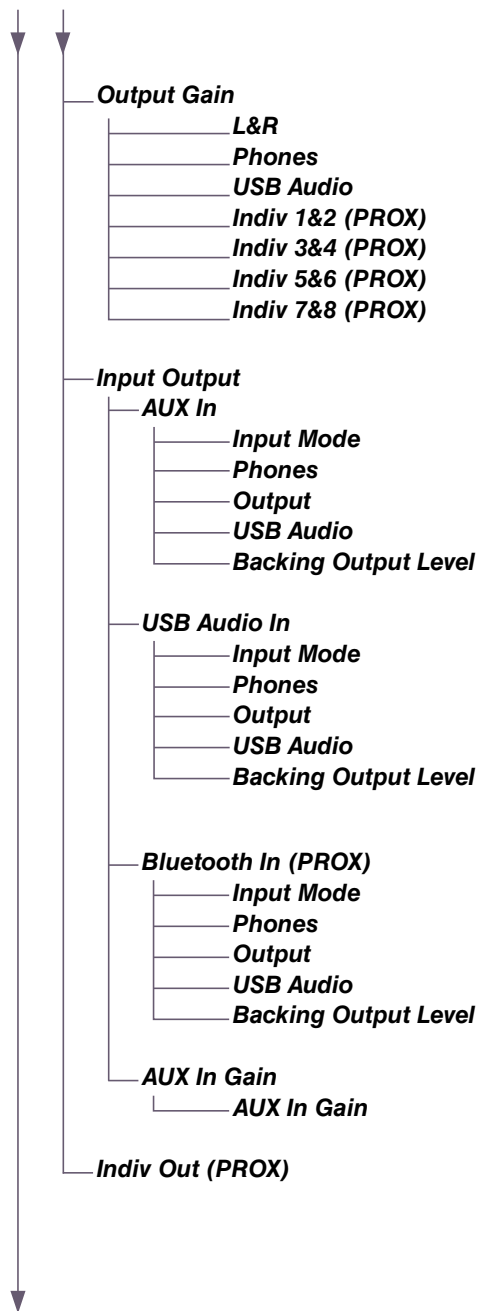 Output Gain
L&R
Phones
USB Audio
Indiv 1&2 (PROX)
Indiv 3&4 (PROX)
Indiv 5&6 (PROX)
Indiv 7&8 (PROX)
Input Output
AUX In
Input Mode
Phones
Output
USB Audio
Backing Output Level
USB Audio In
Input Mode
Phones
Output
USB Audio
Backing Output Level
Bluetooth In (PROX)
Input Mode
Phones
Output
USB Audio
Backing Output Level
AUX In Gain
AUX In Gain
Indiv Out (PROX)